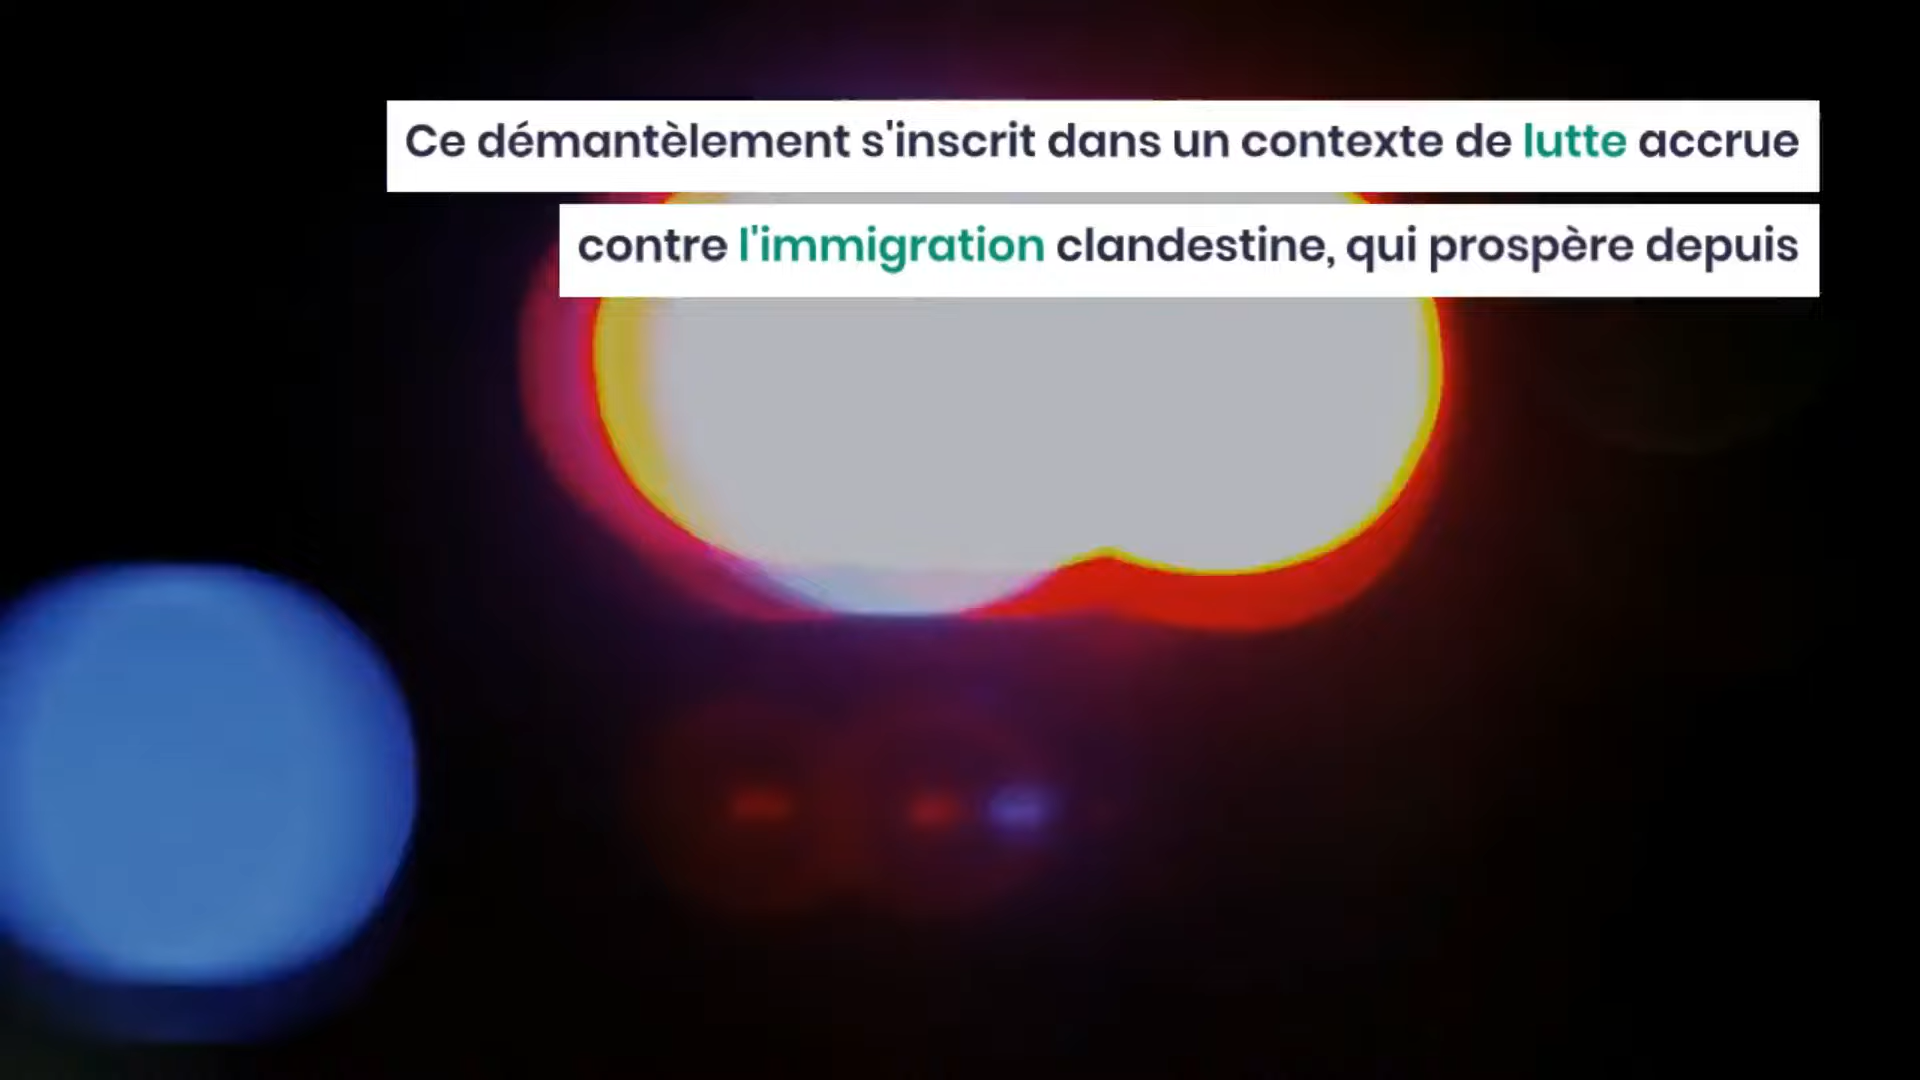 Ce démantèlement s'inscrit dans un contexte de lutte accrue
contre l'immigration clandestine, qui prospère depuis